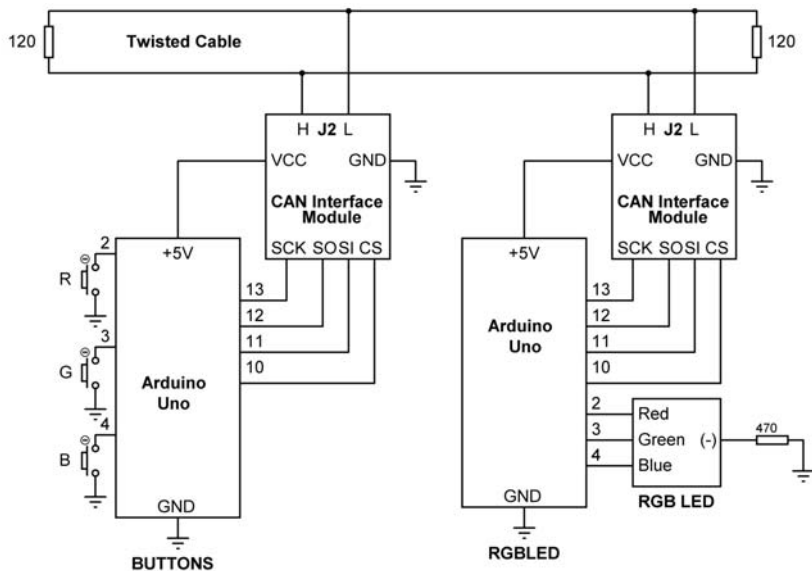 120
Twisted Cable
120
H J2 L
VCC GND
CAN Interface
Module
SCK SO SI CS
2
R
3
G
4
B
+5V
13
12
11
10
Arduino
Uno
GND
BUTTONS
H J2 L
VCC GND
CAN Interface
Module
SCK SO SI CS
+5V
13
12
11
10
Arduino
Uno
2
3
4
GND
RGBLED
Red
Green (-)
Blue
RGB LED
470